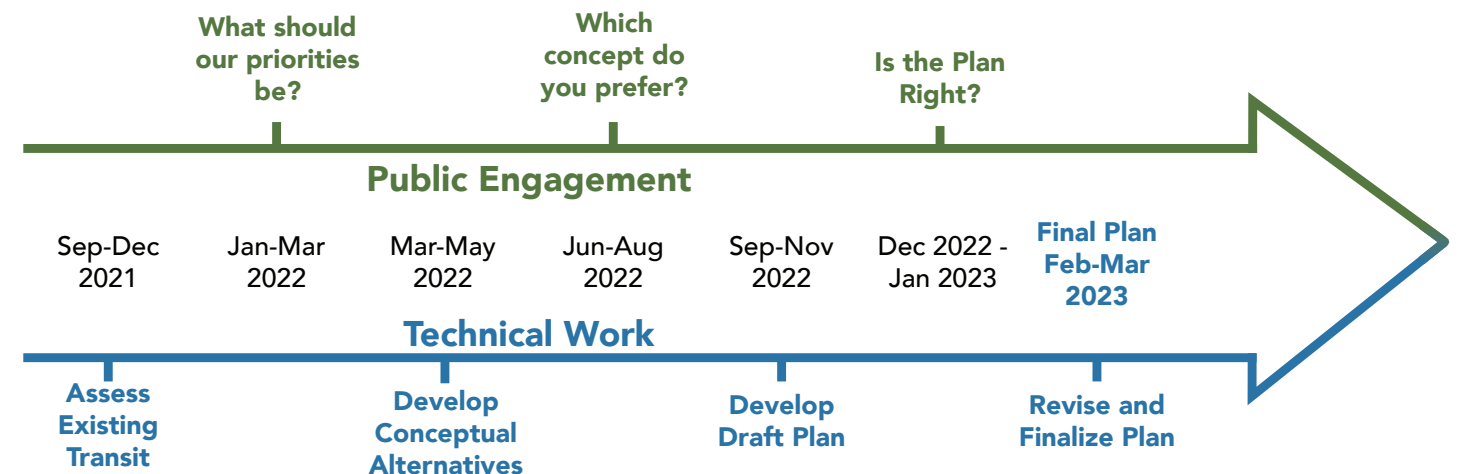 What should
our priorities
be?
Which
concept do
you prefer?
Is the Plan
Right?
Public Engagement
Sep-Dec
2021
Jan-Mar
2022
Mar-May
2022
Jun-Aug
2022
Sep-Nov
2022
Dec 2022 -
Jan 2023
Final Plan
Feb-Mar
2023
Technical Work
Assess
Existing
Transit
Develop
Conceptual
Alternatives
Develop
Draft Plan
Revise and
Finalize Plan